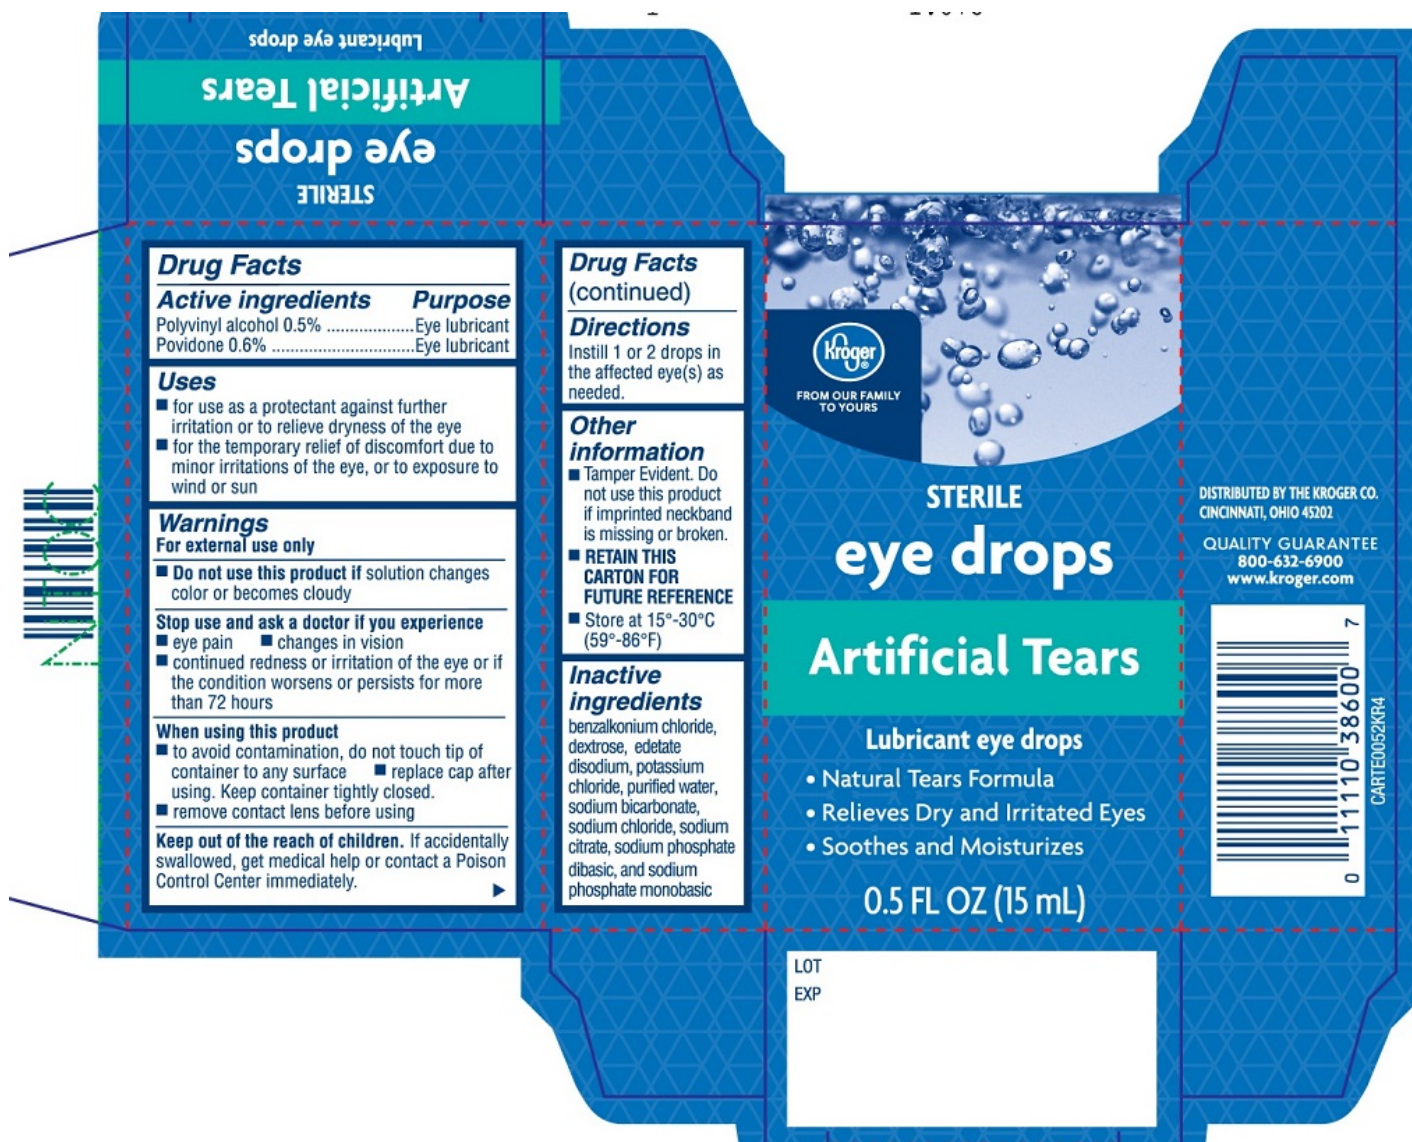 Lubricant eye drops
Artificial Tears
eye drops
STERILE
Drug Facts
Active ingredients Purpose
Polyvinyl alcohol 0.5% ...................Eye lubricant
Povidone 0.6% ...............................Eye lubricant
Uses
■ for use as a protectant against further
irritation or to relieve dryness of the eye
■ for the temporary relief of discomfort due to
minor irritations of the eye, or to exposure to
wind or sun
Warnings
For external use only
■ Do not use this product if solution changes
color or becomes cloudy
Stop use and ask a doctor if you experience
■ eye pain ■ changes in vision
■ continued redness or irritation of the eye or if
the condition worsens or persists for more
than 72 hours
When using this product
■ to avoid contamination, do not touch tip of
container to any surface ■ replace cap after
using. Keep container tightly closed.
■ remove contact lens before using
Keep out of the reach of children. If accidentally
swallowed, get medical help or contact a Poison
Control Center immediately.
Drug Facts
(continued)
Directions
Instill 1 or 2 drops in
the affected eye(s) as
needed.
Other
information
■ Tamper Evident. Do
not use this product
if imprinted neckband
is missing or broken.
■ RETAIN THIS
CARTON FOR
FUTURE REFERENCE
■ Store at 15°-30°C
(59°-86°F)
Inactive
ingredients
benzalkonium chloride,
dextrose, edetate
disodium, potassium
chloride, purified water,
sodium bicarbonate,
sodium chloride, sodium
citrate, sodium phosphate
dibasic, and sodium
phosphate monobasic
Kroger®
FROM OUR FAMILY
TO YOURS
STERILE
eye drops
Artificial Tears
Lubricant eye drops
• Natural Tears Formula
• Relieves Dry and Irritated Eyes
• Soothes and Moisturizes
0.5 FL OZ (15 mL)
LOT
EXP
DISTRIBUTED BY THE KROGER CO.
CINCINNATI, OHIO 45202
QUALITY GUARANTEE
800-632-6900
www.kroger.com
0 11110 38600 7
CARTE0052KR4